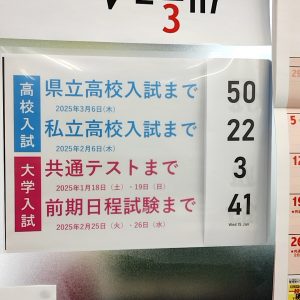 高校入試
県立高校入試まで 50
2025年3月6日(木)
私立高校入試まで 22
2025年2月6日(木)
大学入試
共通テストまで 3
2025年1月18日(土)・19日(日)
前期日程試験まで 41
2025年2月25日(火)・26日(水)
Wed 15 Jan